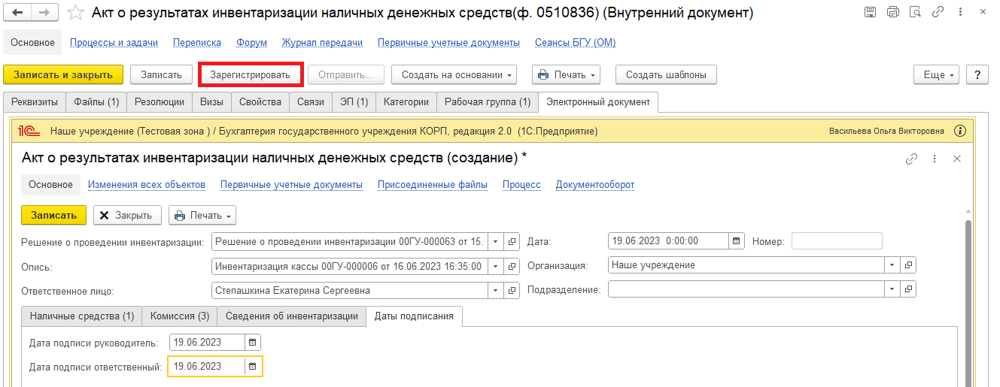 Акт о результатах инвентаризации наличных денежных средств(ф. 0510836) (Внутренний документ)
Основное Процессы и задачи Переписка Форум Журнал передачи Первичные учетные документы Сеансы БГУ (ОМ)
Записать и закрыть Записать Зарегистрировать Отправить... Создать на основании Печать Создать шаблоны Еще ?
Реквизиты Файлы (1) Резолюции Визы Свойства Связи ЭП (1) Категории Рабочая группа (1) Электронный документ
1С Наше учреждение (Тестовая зона ) / Бухгалтерия государственного учреждения КОРП, редакция 2.0 (1С:Предприятие) Васильева Ольга Викторовна
Акт о результатах инвентаризации наличных денежных средств (создание) *
Основное Изменения всех объектов Первичные учетные документы Присоединенные файлы Процесс Документооборот
Записать Закрыть Печать
Решение о проведении инвентаризации: Решение о проведении инвентаризации 00ГУ-000063 от 15. Дата: 19.06.2023 0:00:00 Номер:
Опись: Инвентаризация кассы 00ГУ-000006 от 16.06.2023 16:35:00 Организация: Наше учреждение
Ответственное лицо: Степашкина Екатерина Сергеевна Подразделение:
Наличные средства (1) Комиссия (3) Сведения об инвентаризации Даты подписания
Дата подписи руководитель: 19.06.2023
Дата подписи ответственный: 19.06.2023